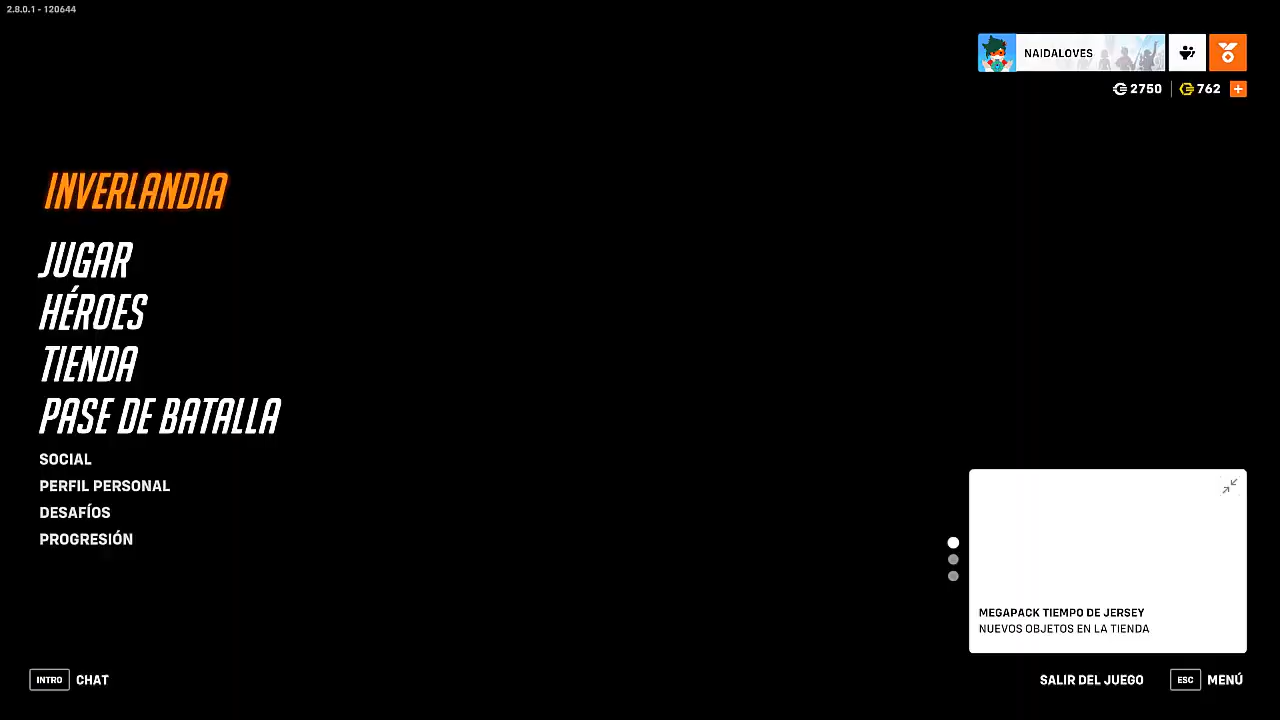 2.8.0.1 - 120644
NAIDALOVES
2750
762
INVERLANDIA
JUGAR
HÉROES
TIENDA
PASE DE BATALLA
SOCIAL
PERFIL PERSONAL
DESAFÍOS
PROGRESIÓN
MEGAPACK TIEMPO DE JERSEY
NUEVOS OBJETOS EN LA TIENDA
INTRO CHAT
SALIR DEL JUEGO
ESC MENÚ